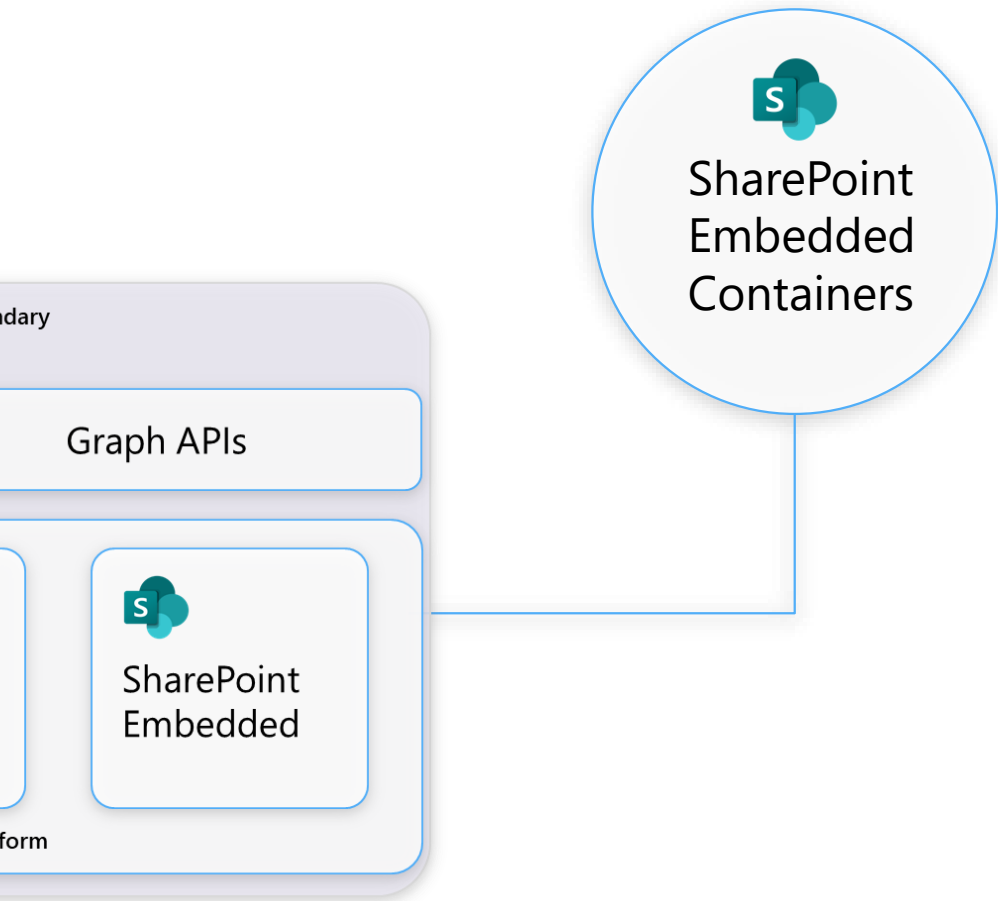 S
SharePoint
Embedded
Containers
ndary
Graph APIs
S
SharePoint
Embedded
form